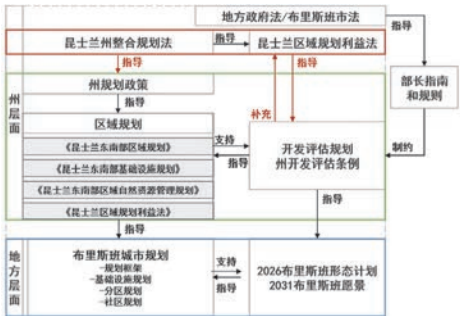 地方政府法/布里斯班市法
指导
昆士兰州整合规划法
指导
昆士兰区域规划利益法
指导
指导
部长指南
和规则
州层面
州规划政策
指导
区域规划
《昆士兰东南部区域规划》
《昆士兰东南部基础设施规划》
《昆士兰东南部区域自然资源管理规划》
《昆士兰区域规划利益法》
支持
指导
补充
开发评估规划
州开发评估条例
制约
指导
指导
地方层面
布里斯班城市规划
-规划框架
-基础设施规划
-分区规划
-社区规划
支持
指导
2026布里斯班形态计划
2031布里斯班愿景